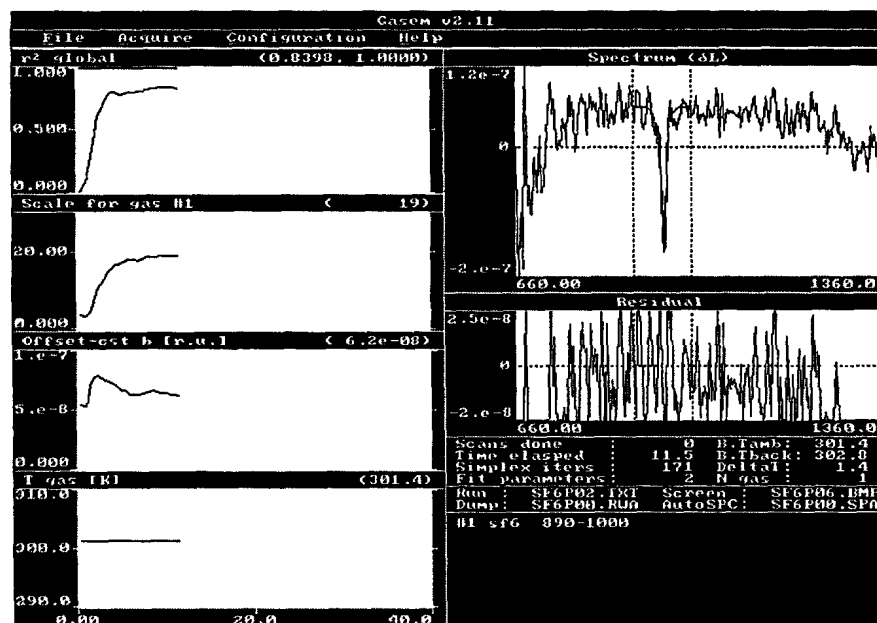 Gasem v2.11
File Acquire Configuration Help
r² global (0.8398, 1.0000)
1.000
0.500
0.000
Scale for gas #1 ( 19)
20.00
0.000
Offset-cst b [r.u.] ( 6.2e-08)
1.e-7
5.e-8
0.000
T gas [K] (301.4)
310.0
300.0
290.0
0.00 20.0 40.0
Spectrum (δL)
1.2e-7
0
-2.e-7
660.00 1360.0
Residual
2.5e-8
0
-2.e-8
660.00 1360.0
Scans done : 0 B.Tamb: 301.4
Time elasped : 11.5 B.Tback: 302.8
Simplex iters : 171 DeltaT: 1.4
Fit parameters: 2 N gas : 1
Run : SF6P02.TXT Screen : SF6P06.BMP
Dump: SF6P00.RWA AutoSPC: SF6P00.SPA
#1 sf6 890-1000